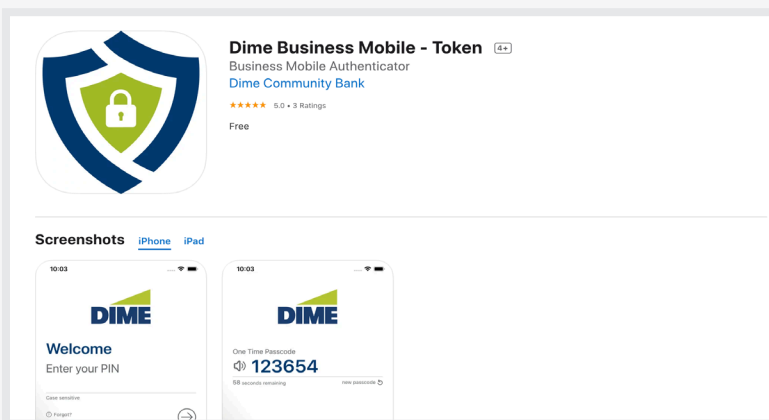 Dime Business Mobile - Token 4+
Business Mobile Authenticator
Dime Community Bank
★★★★★ 5.0 • 3 Ratings
Free
Screenshots iPhone iPad
10:03
DIME
Welcome
Enter your PIN
Case sensitive
Forgot?
10:03
DIME
One Time Passcode
123654
58 seconds remaining new passcode